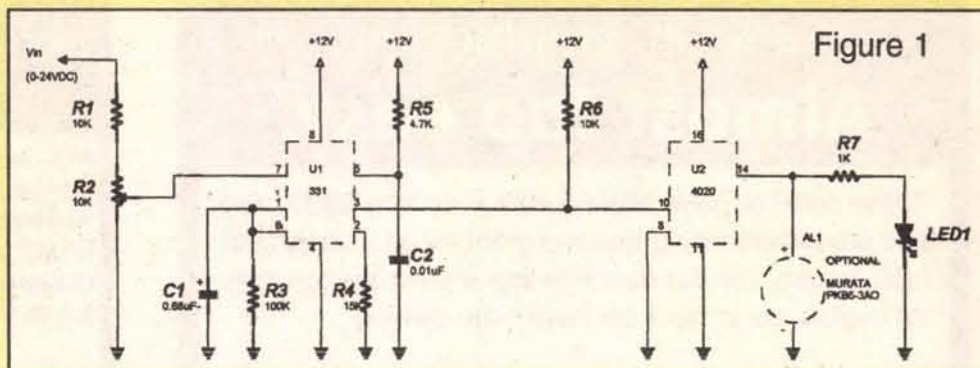 Figure 1
+12V
+12V
+12V
+12V
Vin
(0-24VDC)
R1
10K
R5
4.7K
R6
10K
R2
10K
8
7
U1
331
5
1
3
6
2
4
16
U2
4020
14
10
8
11
R7
1K
LED1
C1
0.68uF
+
R3
100K
R4
15K
C2
0.01uF
AL1
+
OPTIONAL
MURATA
PKB6-3AO